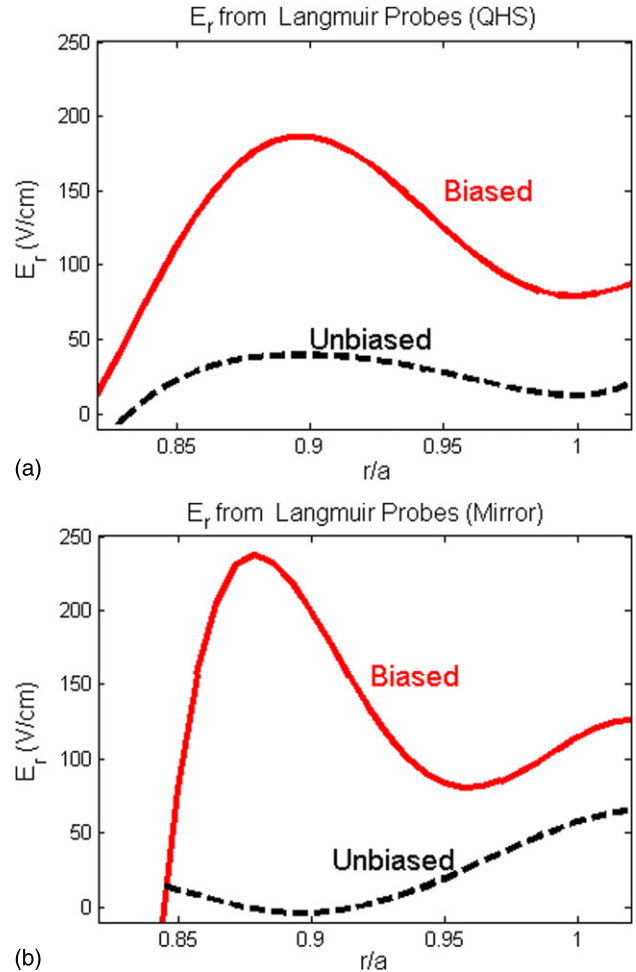 E_r from Langmuir Probes (QHS)
250
200
150
100
50
0
E_r (V/cm)
Biased
Unbiased
0.85 0.9 0.95 1
r/a
(a)
E_r from Langmuir Probes (Mirror)
250
200
150
100
50
0
E_r (V/cm)
Biased
Unbiased
0.85 0.9 0.95 1
r/a
(b)